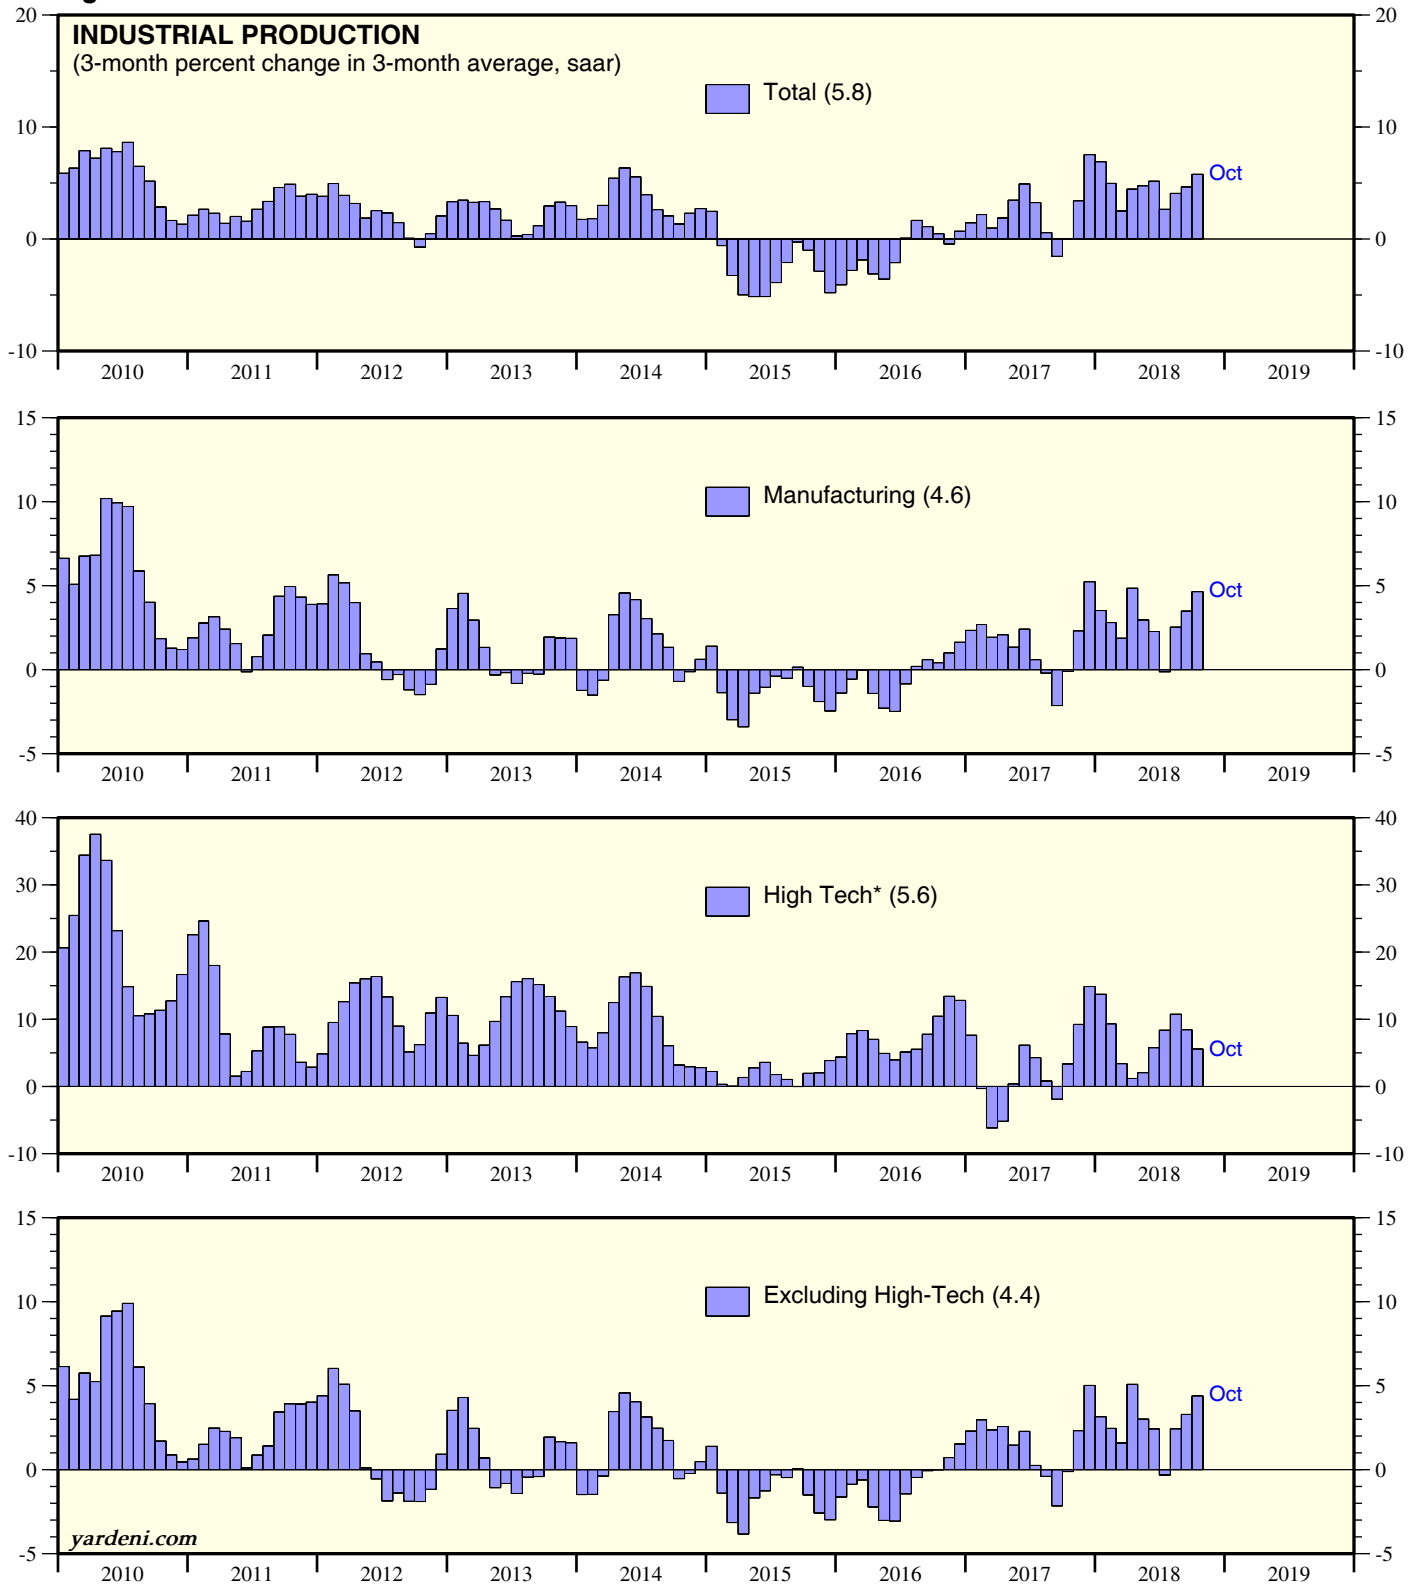 INDUSTRIAL PRODUCTION
(3-month percent change in 3-month average, saar)
Total (5.8)
Oct
20 20
10 10
0 0
-10 -10
2010 2011 2012 2013 2014 2015 2016 2017 2018 2019
Manufacturing (4.6)
Oct
15 15
10 10
5 5
0 0
-5 -5
2010 2011 2012 2013 2014 2015 2016 2017 2018 2019
High Tech* (5.6)
Oct
40 40
30 30
20 20
10 10
0 0
-10 -10
2010 2011 2012 2013 2014 2015 2016 2017 2018 2019
Excluding High-Tech (4.4)
Oct
15 15
10 10
5 5
0 0
-5 -5
yardeni.com
2010 2011 2012 2013 2014 2015 2016 2017 2018 2019